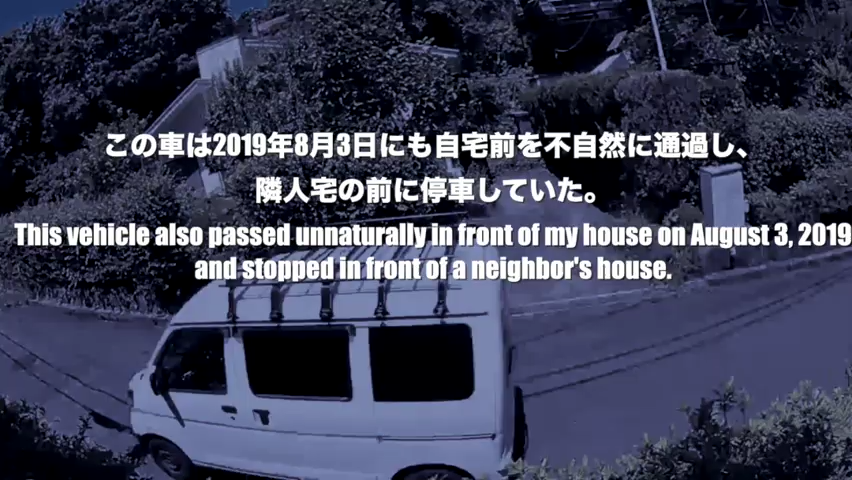 この車は2019年8月3日にも自宅前を不自然に通過し、
隣人宅の前に停車していた。
This vehicle also passed unnaturally in front of my house on August 3, 2019
and stopped in front of a neighbor's house.